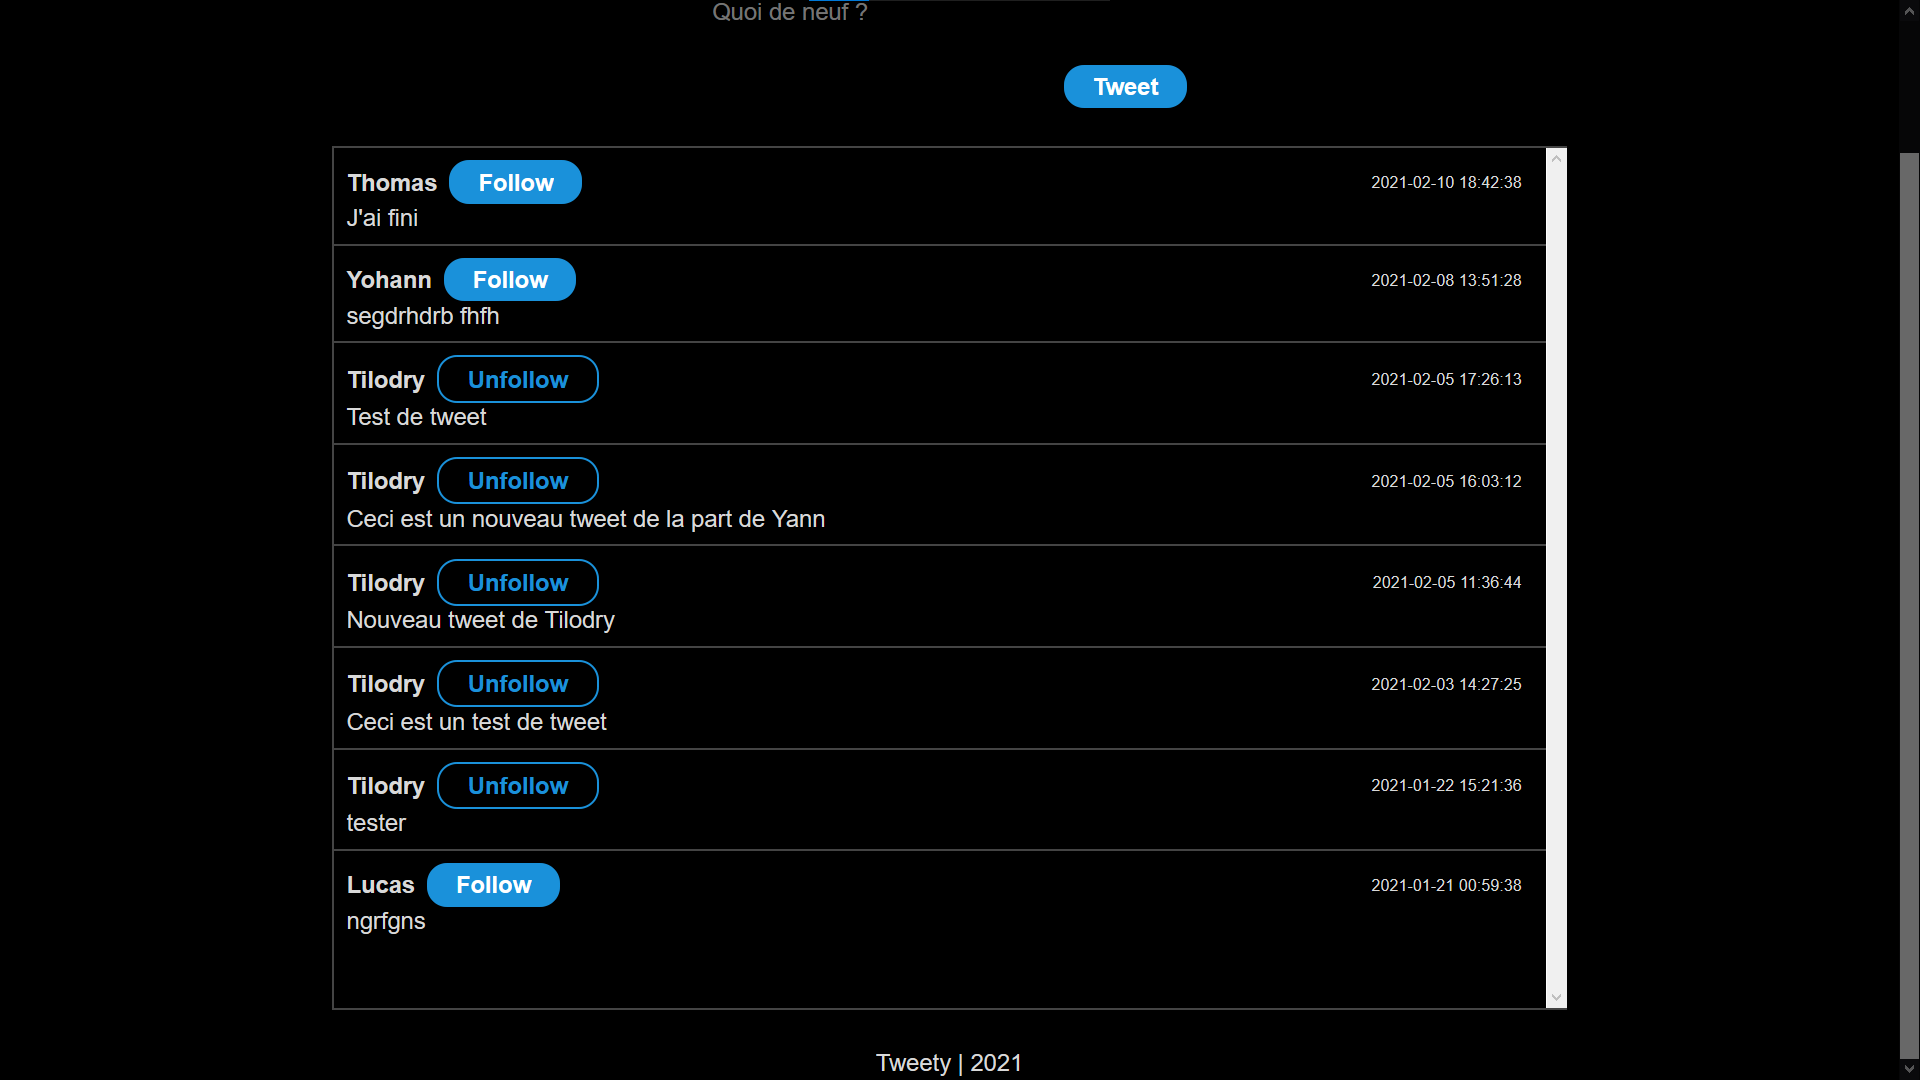 Quoi de neuf ?
Tweet
Thomas Follow 2021-02-10 18:42:38
J'ai fini
Yohann Follow 2021-02-08 13:51:28
segdrhdrb fhfh
Tilodry Unfollow 2021-02-05 17:26:13
Test de tweet
Tilodry Unfollow 2021-02-05 16:03:12
Ceci est un nouveau tweet de la part de Yann
Tilodry Unfollow 2021-02-05 11:36:44
Nouveau tweet de Tilodry
Tilodry Unfollow 2021-02-03 14:27:25
Ceci est un test de tweet
Tilodry Unfollow 2021-01-22 15:21:36
tester
Lucas Follow 2021-01-21 00:59:38
ngrfgns
Tweety | 2021